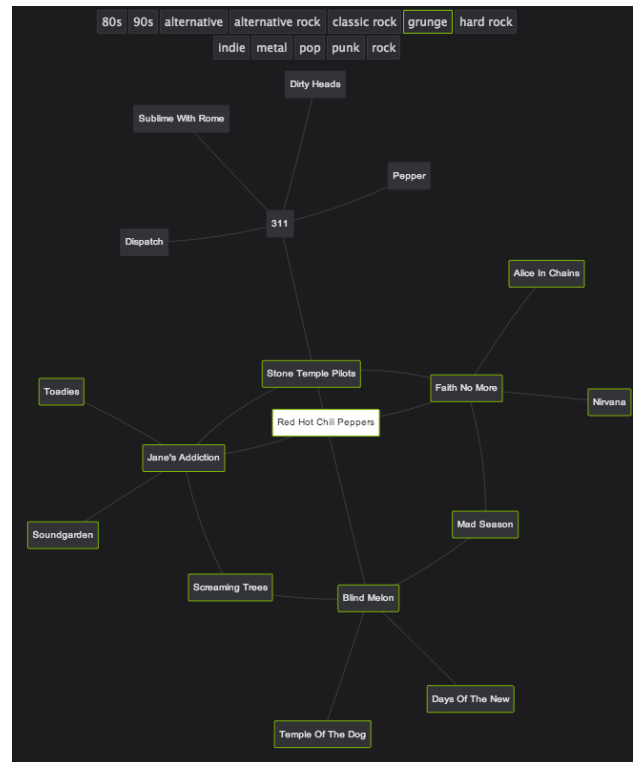 80s 90s alternative alternative rock classic rock grunge hard rock
indie metal pop punk rock
Dirty Heads
Sublime With Rome
Pepper
311
Dispatch
Alice In Chains
Stone Temple Pilots
Faith No More
Toadies
Nirvana
Red Hot Chili Peppers
Jane's Addiction
Mad Season
Soundgarden
Screaming Trees
Blind Melon
Days Of The New
Temple Of The Dog